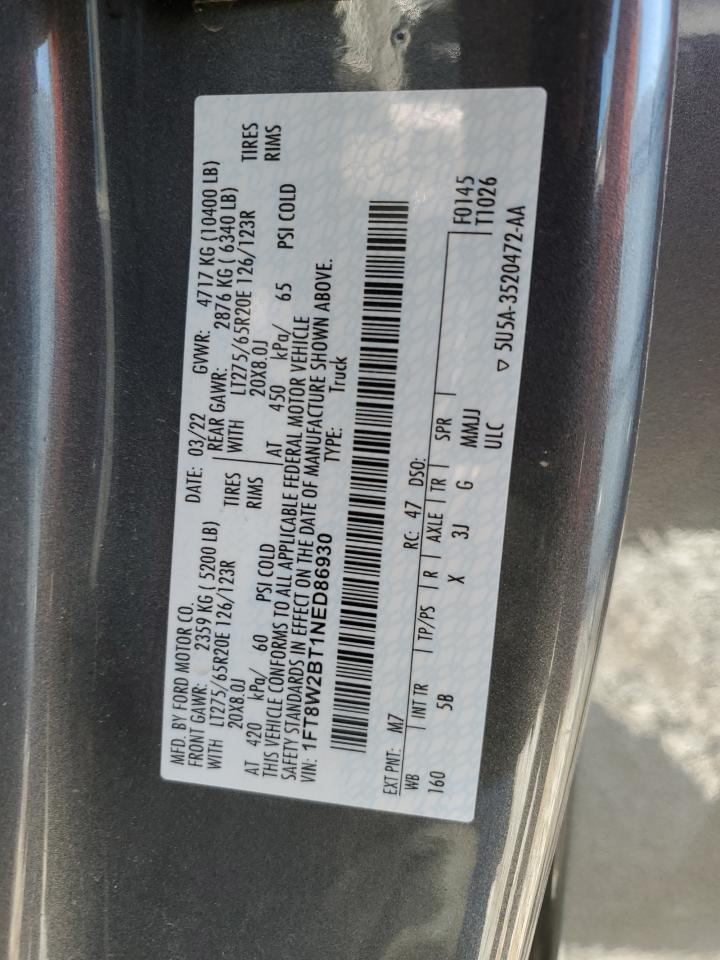 MFD. BY FORD MOTOR CO.
DATE: 03/22 GVWR: 4717 KG (10400 LB)
FRONT GAWR: 2359 KG ( 5200 LB) REAR GAWR: 2876 KG ( 6340 LB)
WITH LT275/65R20E 126/123R TIRES WITH LT275/65R20E 126/123R TIRES
20X8.0J RIMS 20X8.0J RIMS
AT 420 kPa/ 60 PSI COLD AT 450 kPa/ 65 PSI COLD
THIS VEHICLE CONFORMS TO ALL APPLICABLE FEDERAL MOTOR VEHICLE
SAFETY STANDARDS IN EFFECT ON THE DATE OF MANUFACTURE SHOWN ABOVE.
VIN: 1FT8W2BT1NED86930 TYPE: Truck
EXT PNT: M7 RC: 47 DSO: F0145
WB INT TR TP/PS R AXLE TR SPR T1026
160 5B X 3J G MMJJ
ULC ▽ 5U5A-3520472-AA